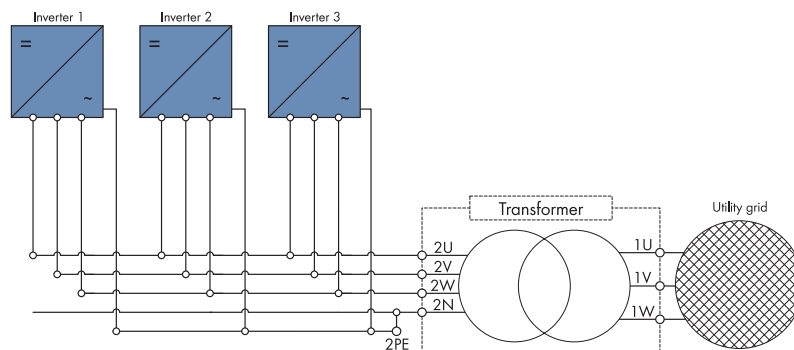 Inverter 1
Inverter 2
Inverter 3
=
~
=
~
=
~
Transformer
Utility grid
2U
1U
2V
1V
2W
1W
2N
2PE